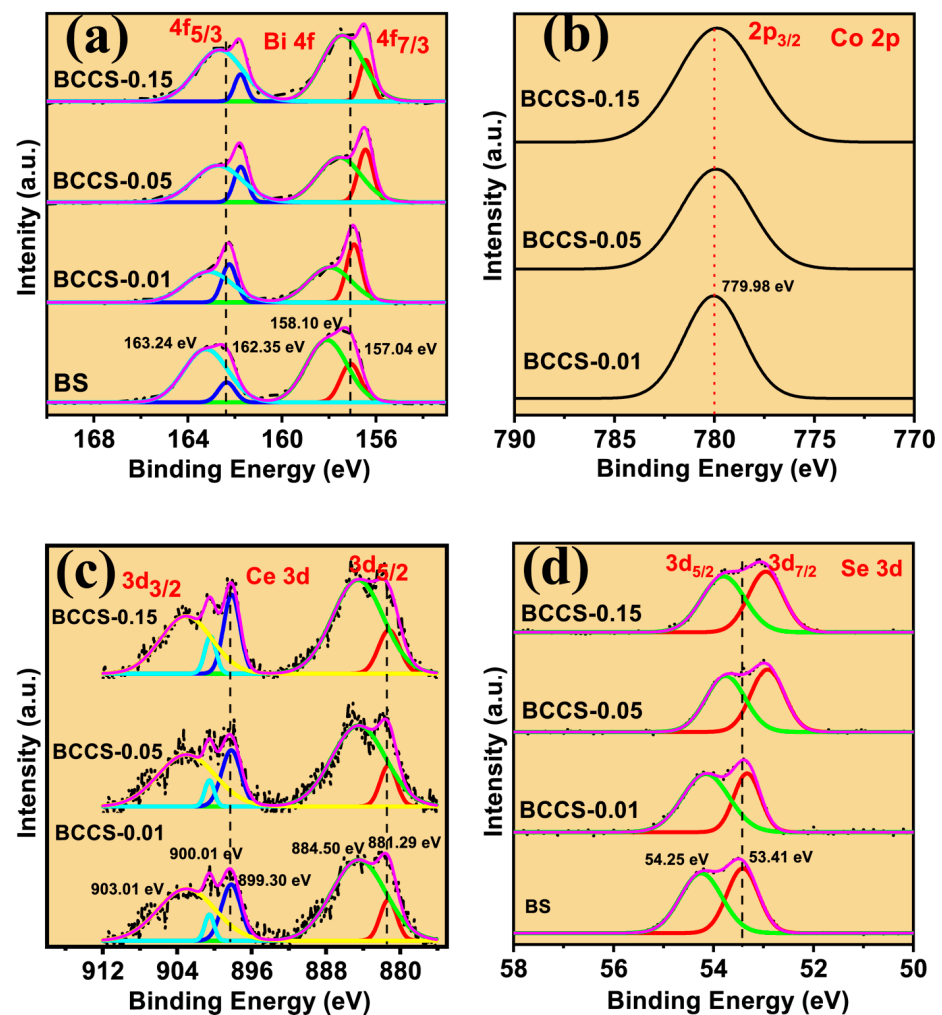 (a)
4f5/3
Bi 4f
4f7/3
BCCS-0.15
BCCS-0.05
BCCS-0.01
BS
163.24 eV
162.35 eV
158.10 eV
157.04 eV
Intenity (a.u.)
168 164 160 156
Binding Energy (eV)
(b)
2p3/2
Co 2p
BCCS-0.15
BCCS-0.05
779.98 eV
BCCS-0.01
Intensity (a.u.)
790 785 780 775 770
Binding Energy (eV)
(c)
3d3/2
Ce 3d
3d5/2
BCCS-0.15
BCCS-0.05
BCCS-0.01
903.01 eV
900.01 eV
899.30 eV
884.50 eV
881.29 eV
Intensity (a.u.)
912 904 896 888 880
Binding Energy (eV)
(d)
3d5/2
3d7/2
Se 3d
BCCS-0.15
BCCS-0.05
BCCS-0.01
54.25 eV
53.41 eV
BS
Intensity (a.u.)
58 56 54 52 50
Binding Energy (eV)